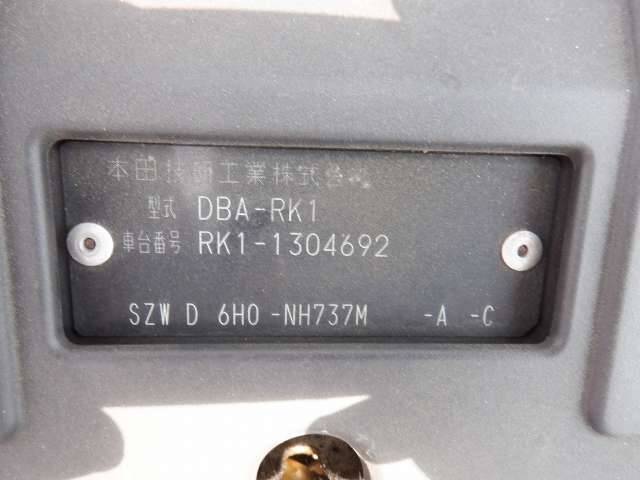 本田技研工業株式会社
型式 DBA-RK1
車台番号 RK1-1304692
SZW D 6H0 -NH737M -A -C